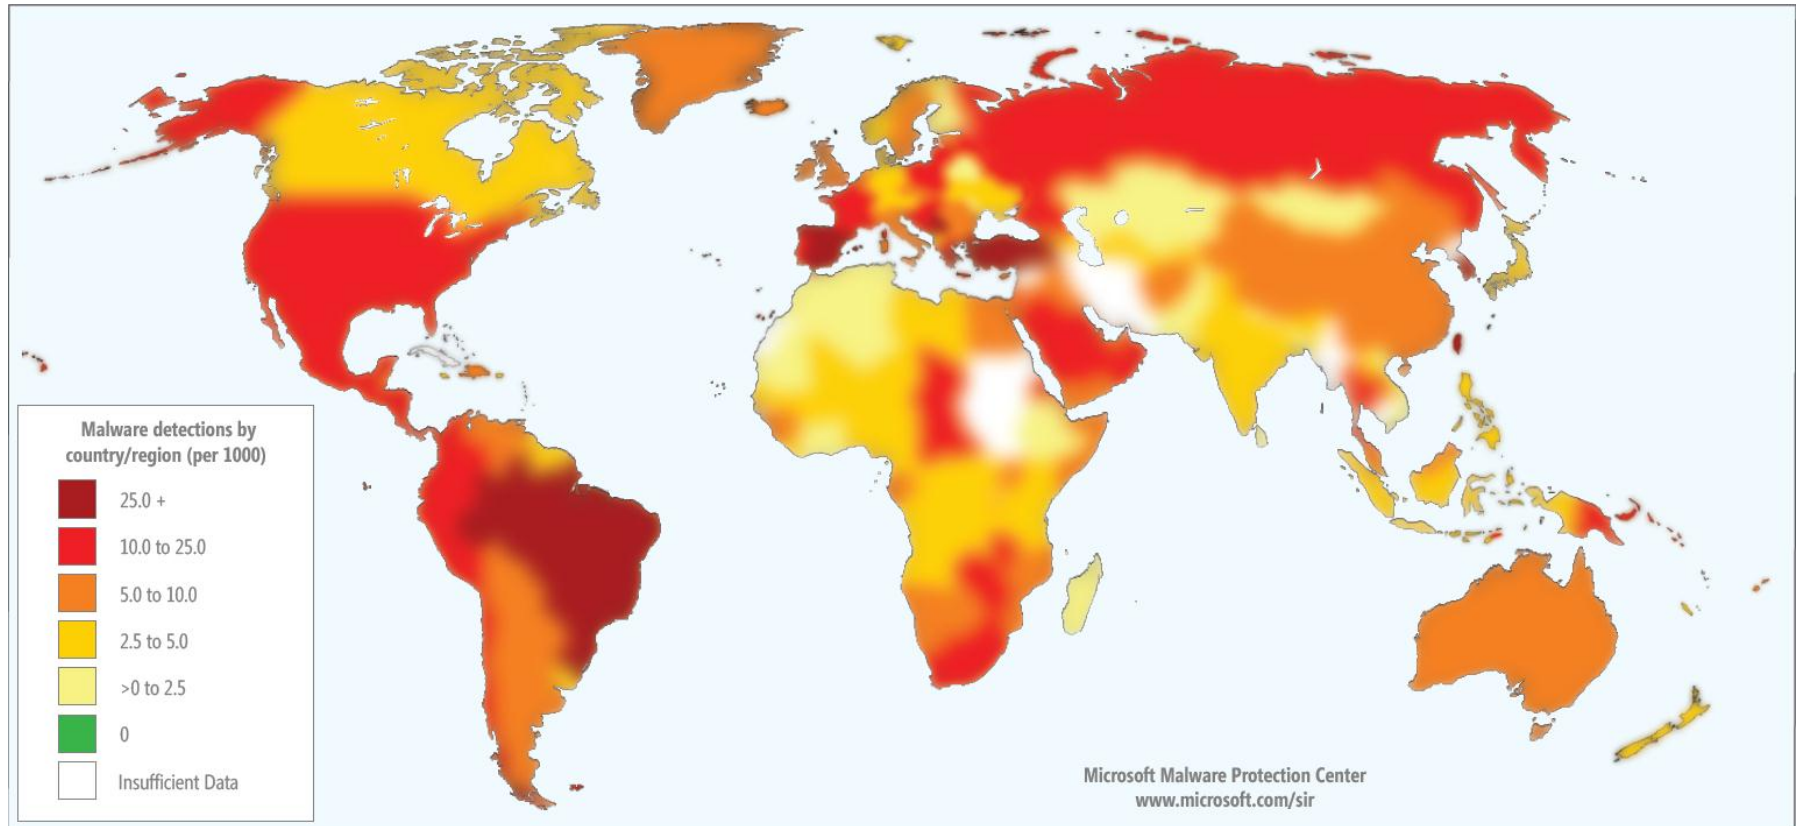 Malware detections by
country/region (per 1000)
25.0 +
10.0 to 25.0
5.0 to 10.0
2.5 to 5.0
>0 to 2.5
0
Insufficient Data
Microsoft Malware Protection Center
www.microsoft.com/sir